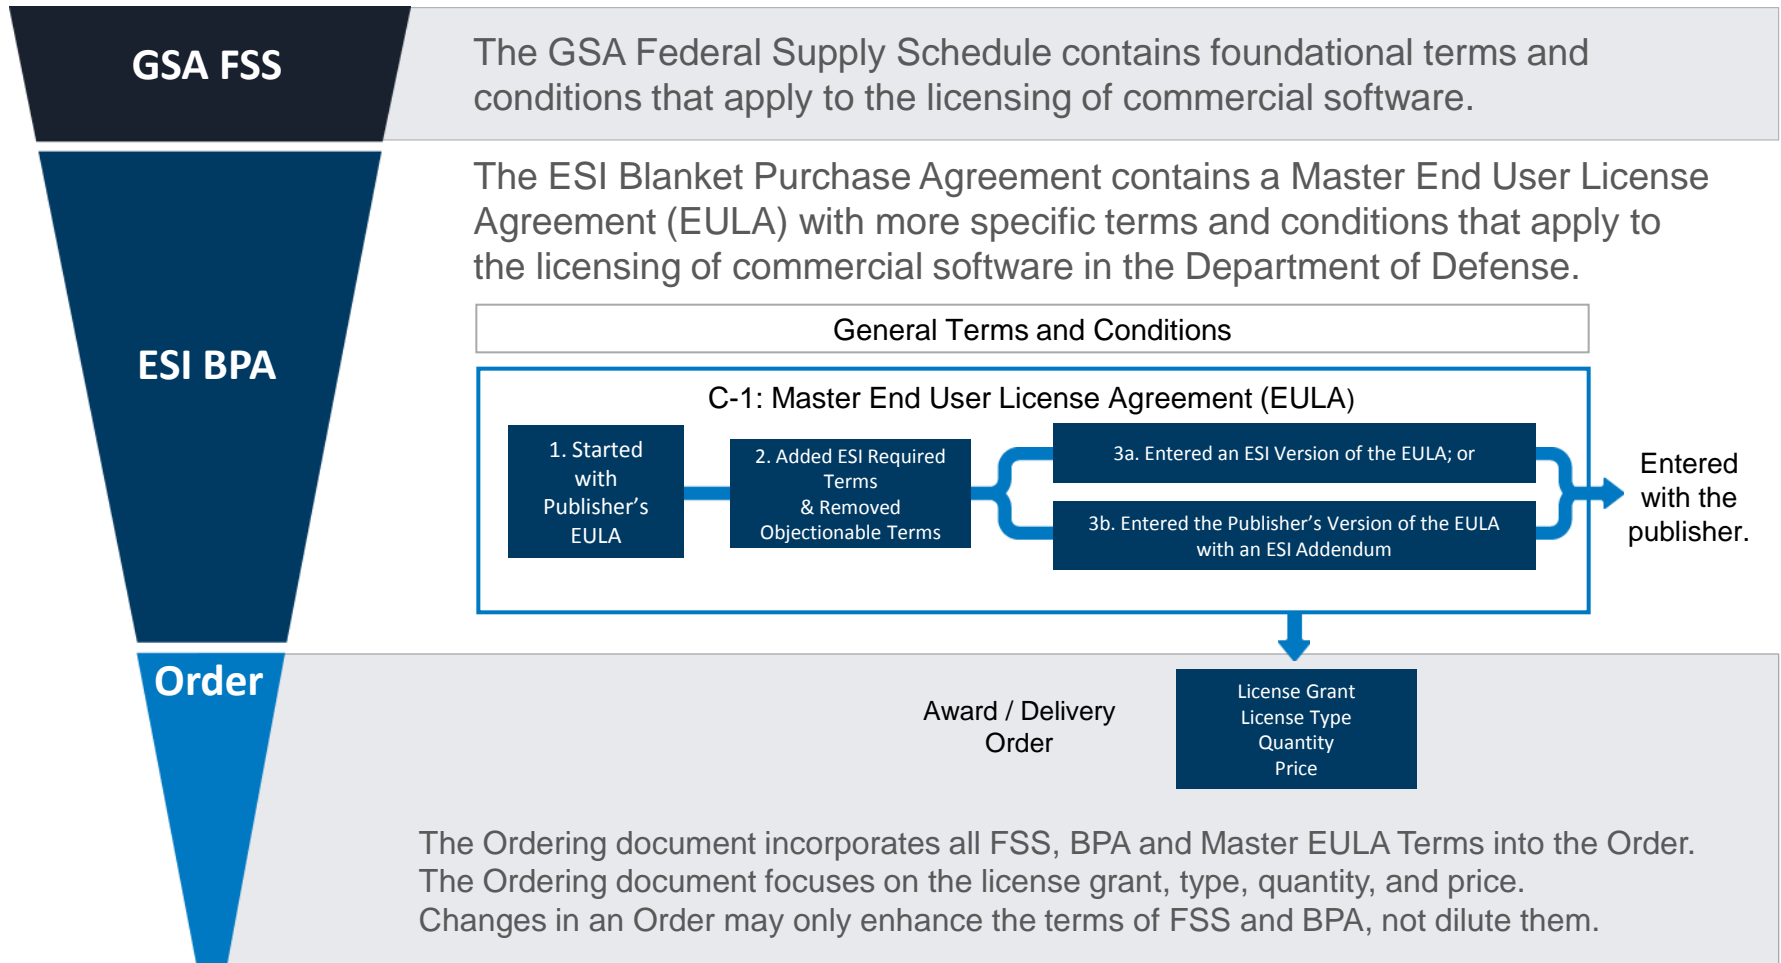 GSA FSS
The GSA Federal Supply Schedule contains foundational terms and
conditions that apply to the licensing of commercial software.
ESI BPA
The ESI Blanket Purchase Agreement contains a Master End User License
Agreement (EULA) with more specific terms and conditions that apply to
the licensing of commercial software in the Department of Defense.
General Terms and Conditions
C-1: Master End User License Agreement (EULA)
1. Started
with
Publisher’s
EULA
2. Added ESI Required
Terms
& Removed
Objectionable Terms
3a. Entered an ESI Version of the EULA; or
3b. Entered the Publisher’s Version of the EULA
with an ESI Addendum
Entered
with the
publisher.
Order
Award / Delivery
Order
License Grant
License Type
Quantity
Price
The Ordering document incorporates all FSS, BPA and Master EULA Terms into the Order.
The Ordering document focuses on the license grant, type, quantity, and price.
Changes in an Order may only enhance the terms of FSS and BPA, not dilute them.